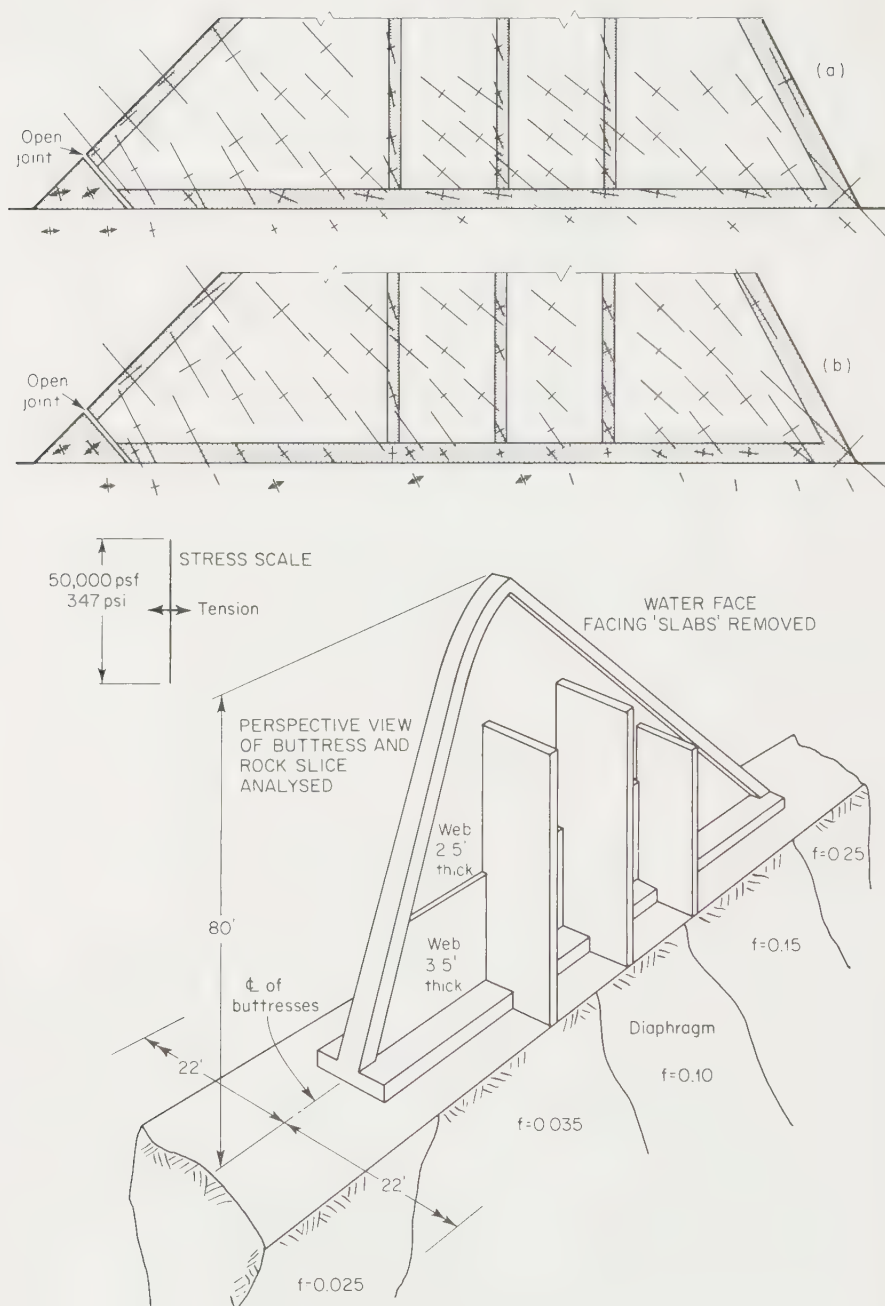 (a)
Open
joint
(b)
Open
joint
50,000 psf
347 psi
STRESS SCALE
Tension
WATER FACE
FACING 'SLABS' REMOVED
PERSPECTIVE VIEW
OF BUTTRESS AND
ROCK SLICE
ANALYSED
Web
2 5'
thick
80'
Web
3 5'
thick
℄ of
buttresses
22'
22'
f=0.25
f=0.15
Diaphragm
f=0.10
f=0 035
f=0.025